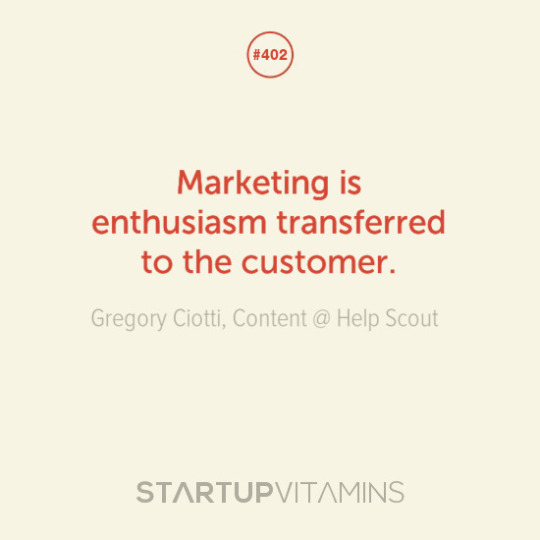 #402
Marketing is
enthusiasm transferred
to the customer.
Gregory Ciotti, Content @ Help Scout
STARTUPVITAMINS